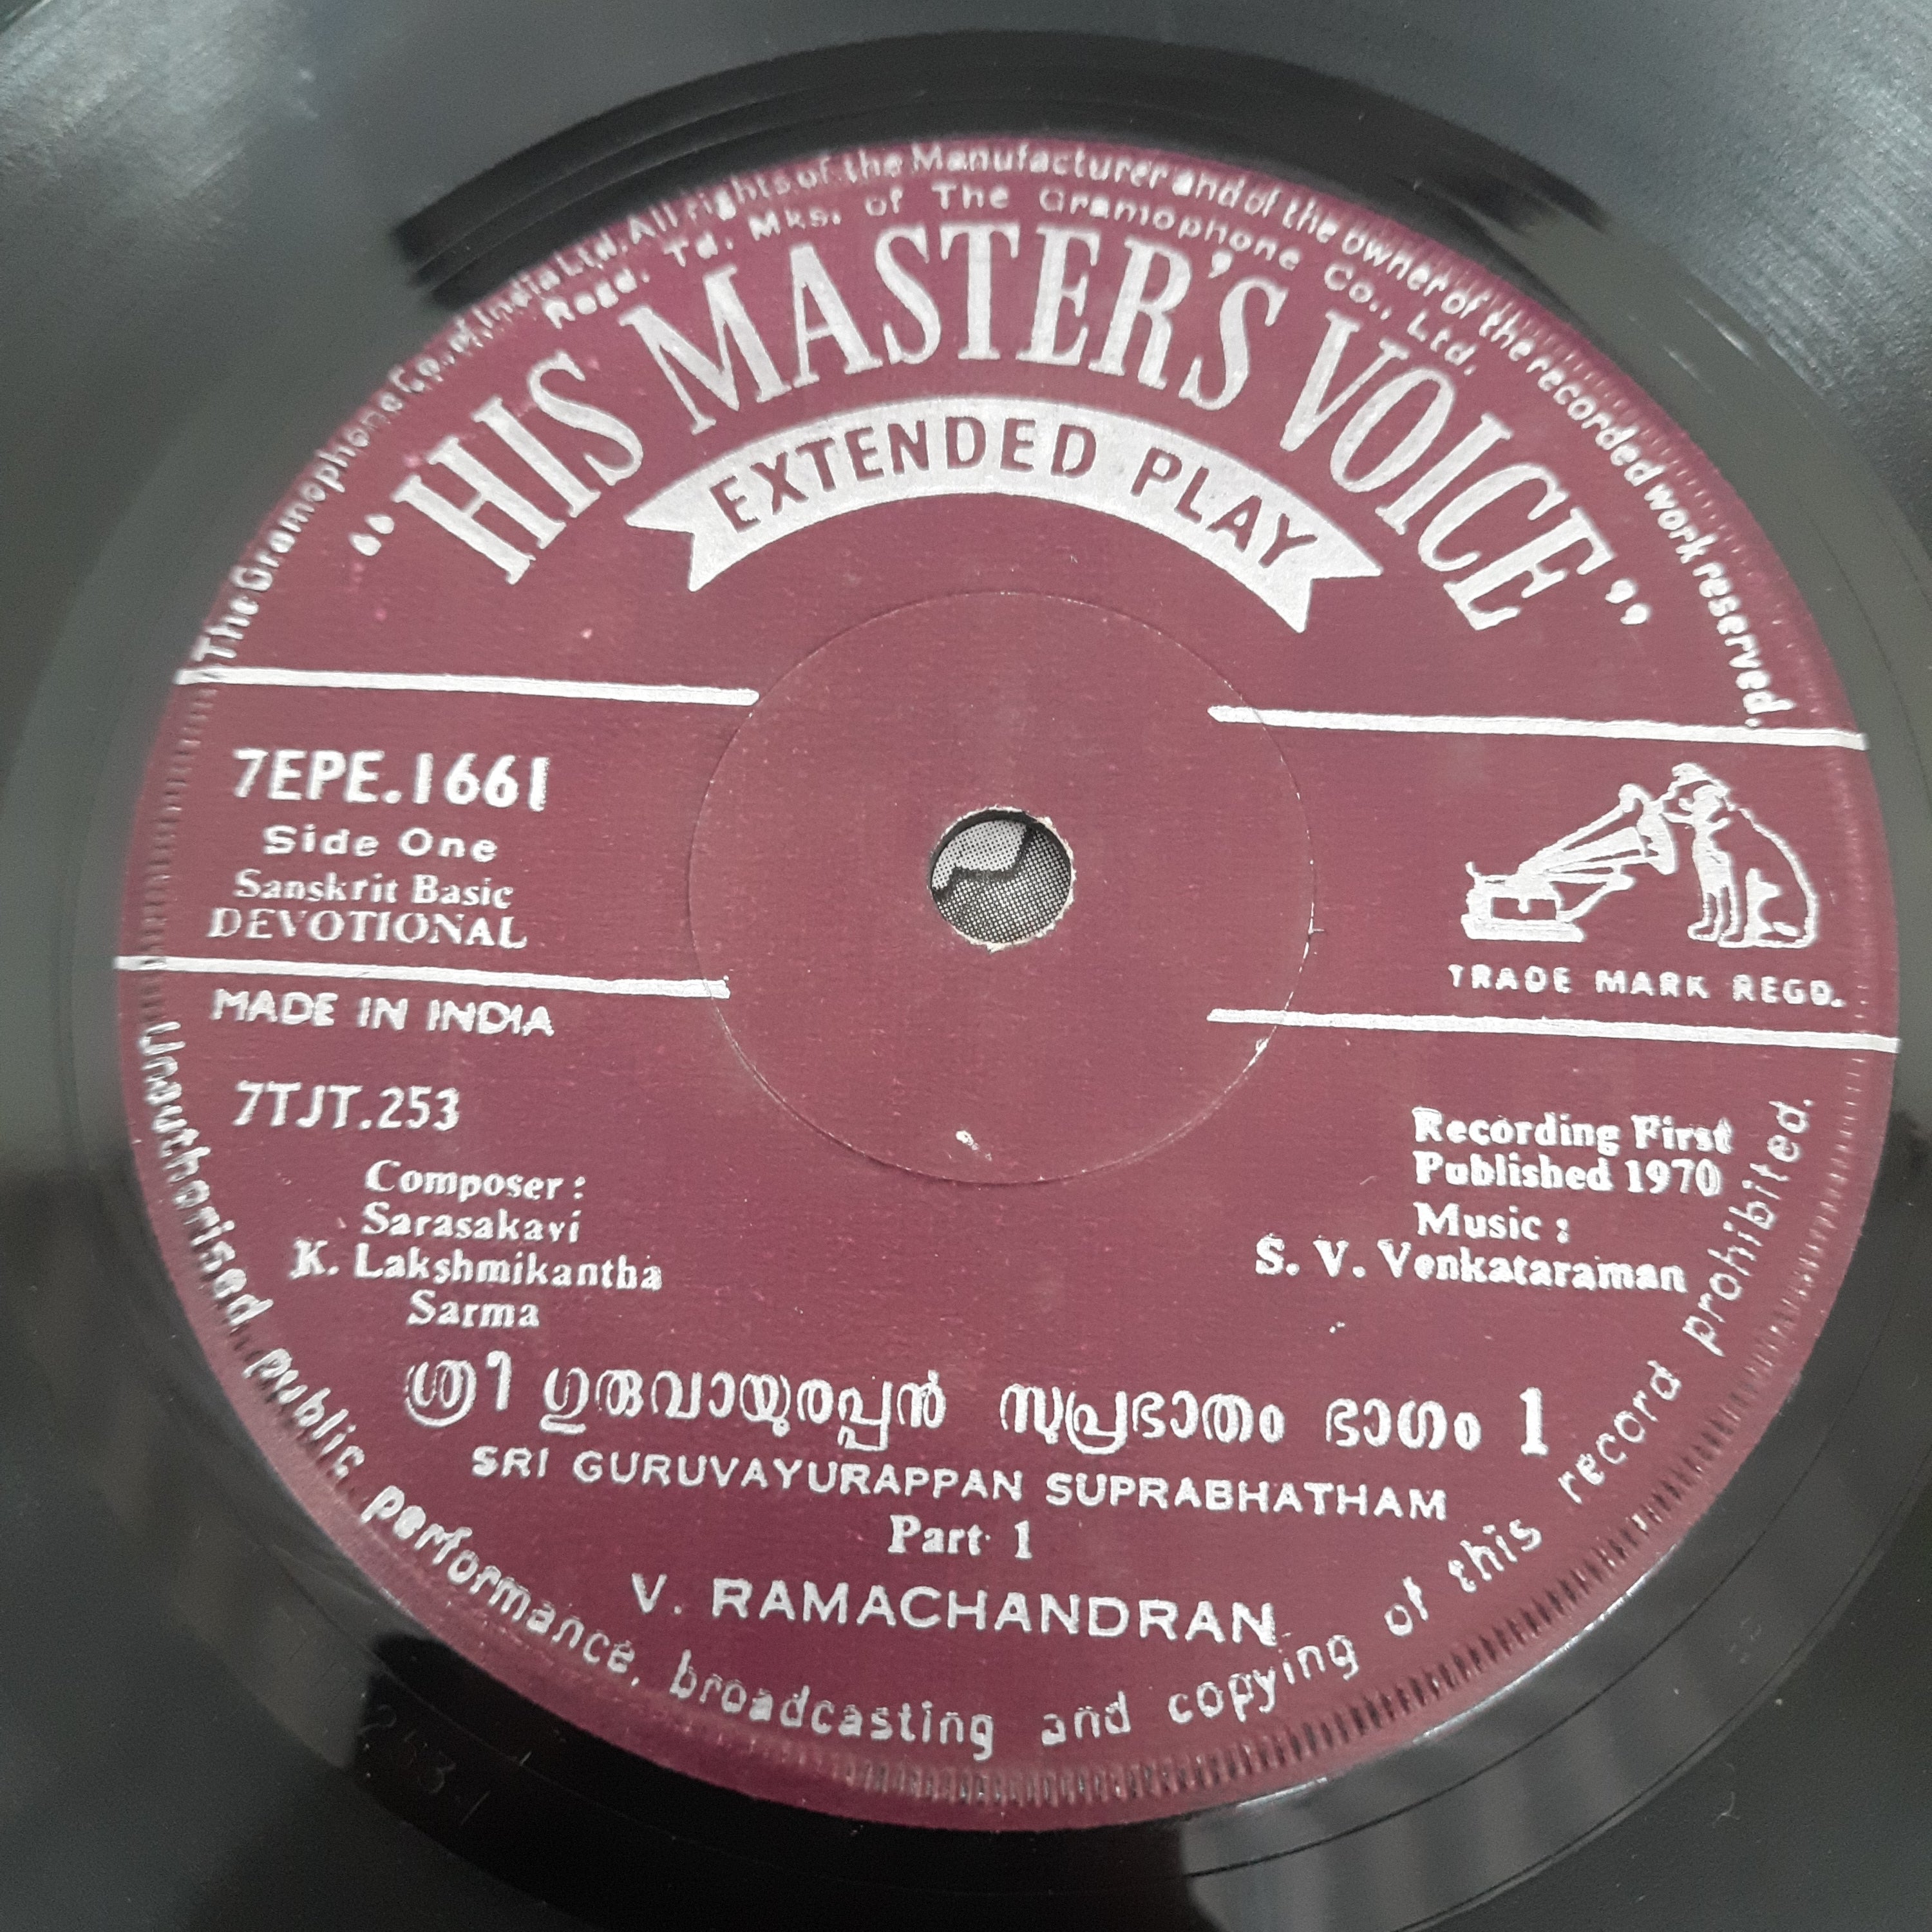 The Gramophone Co. of India Ltd. All rights of the Manufacturer and of the owner of the recorded work reserved.
Regd. Td. Mks. of The Gramophone Co., Ltd.
“HIS MASTER'S VOICE”
EXTENDED PLAY
7EPE.1661
Side One
Sanskrit Basic
DEVOTIONAL
TRADE MARK REGD.
MADE IN INDIA
7TJT.253
Recording First
Published 1970
Composer :
Sarasakavi
K. Lakshmikantha
Sarma
Music :
S. V. Venkataraman
ശ്രീ ഗുരുവായുരപ്പൻ സുപ്രഭാതം ഭാഗം 1
SRI GURUVAYURAPPAN SUPRABHATHAM
Part 1
V. RAMACHANDRAN
Unauthorised public performance, broadcasting and copying of this record prohibited.